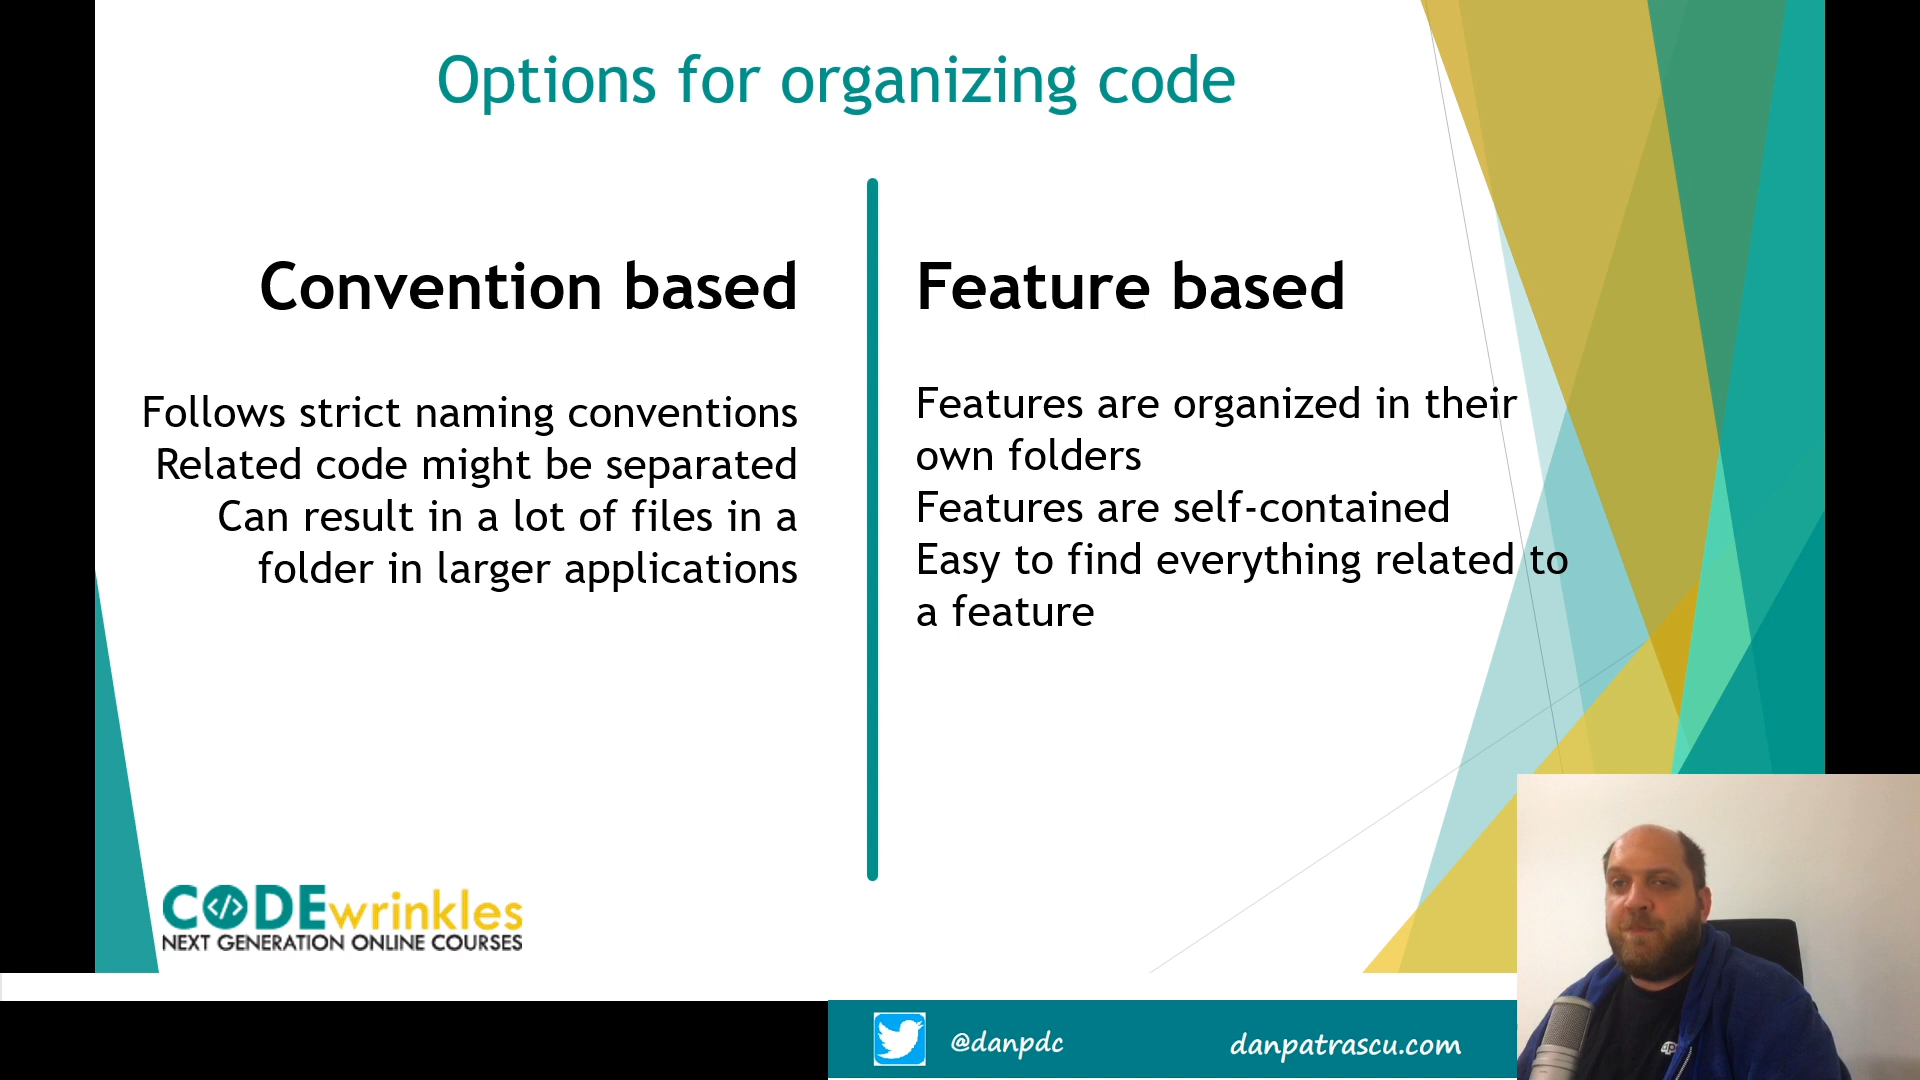 Options for organizing code
Convention based
Follows strict naming conventions
Related code might be separated
Can result in a lot of files in a
folder in larger applications
Feature based
Features are organized in their
own folders
Features are self-contained
Easy to find everything related to
a feature
CODEwrinkles
NEXT GENERATION ONLINE COURSES
@danpdc
danpatrascu.com